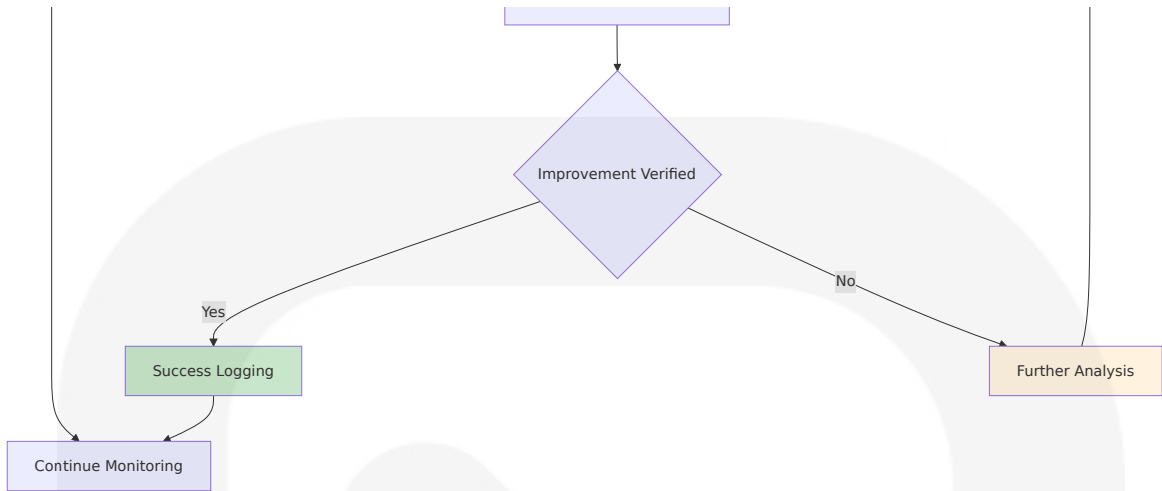 Improvement Verified
No
Yes
Success Logging
Further Analysis
Continue Monitoring